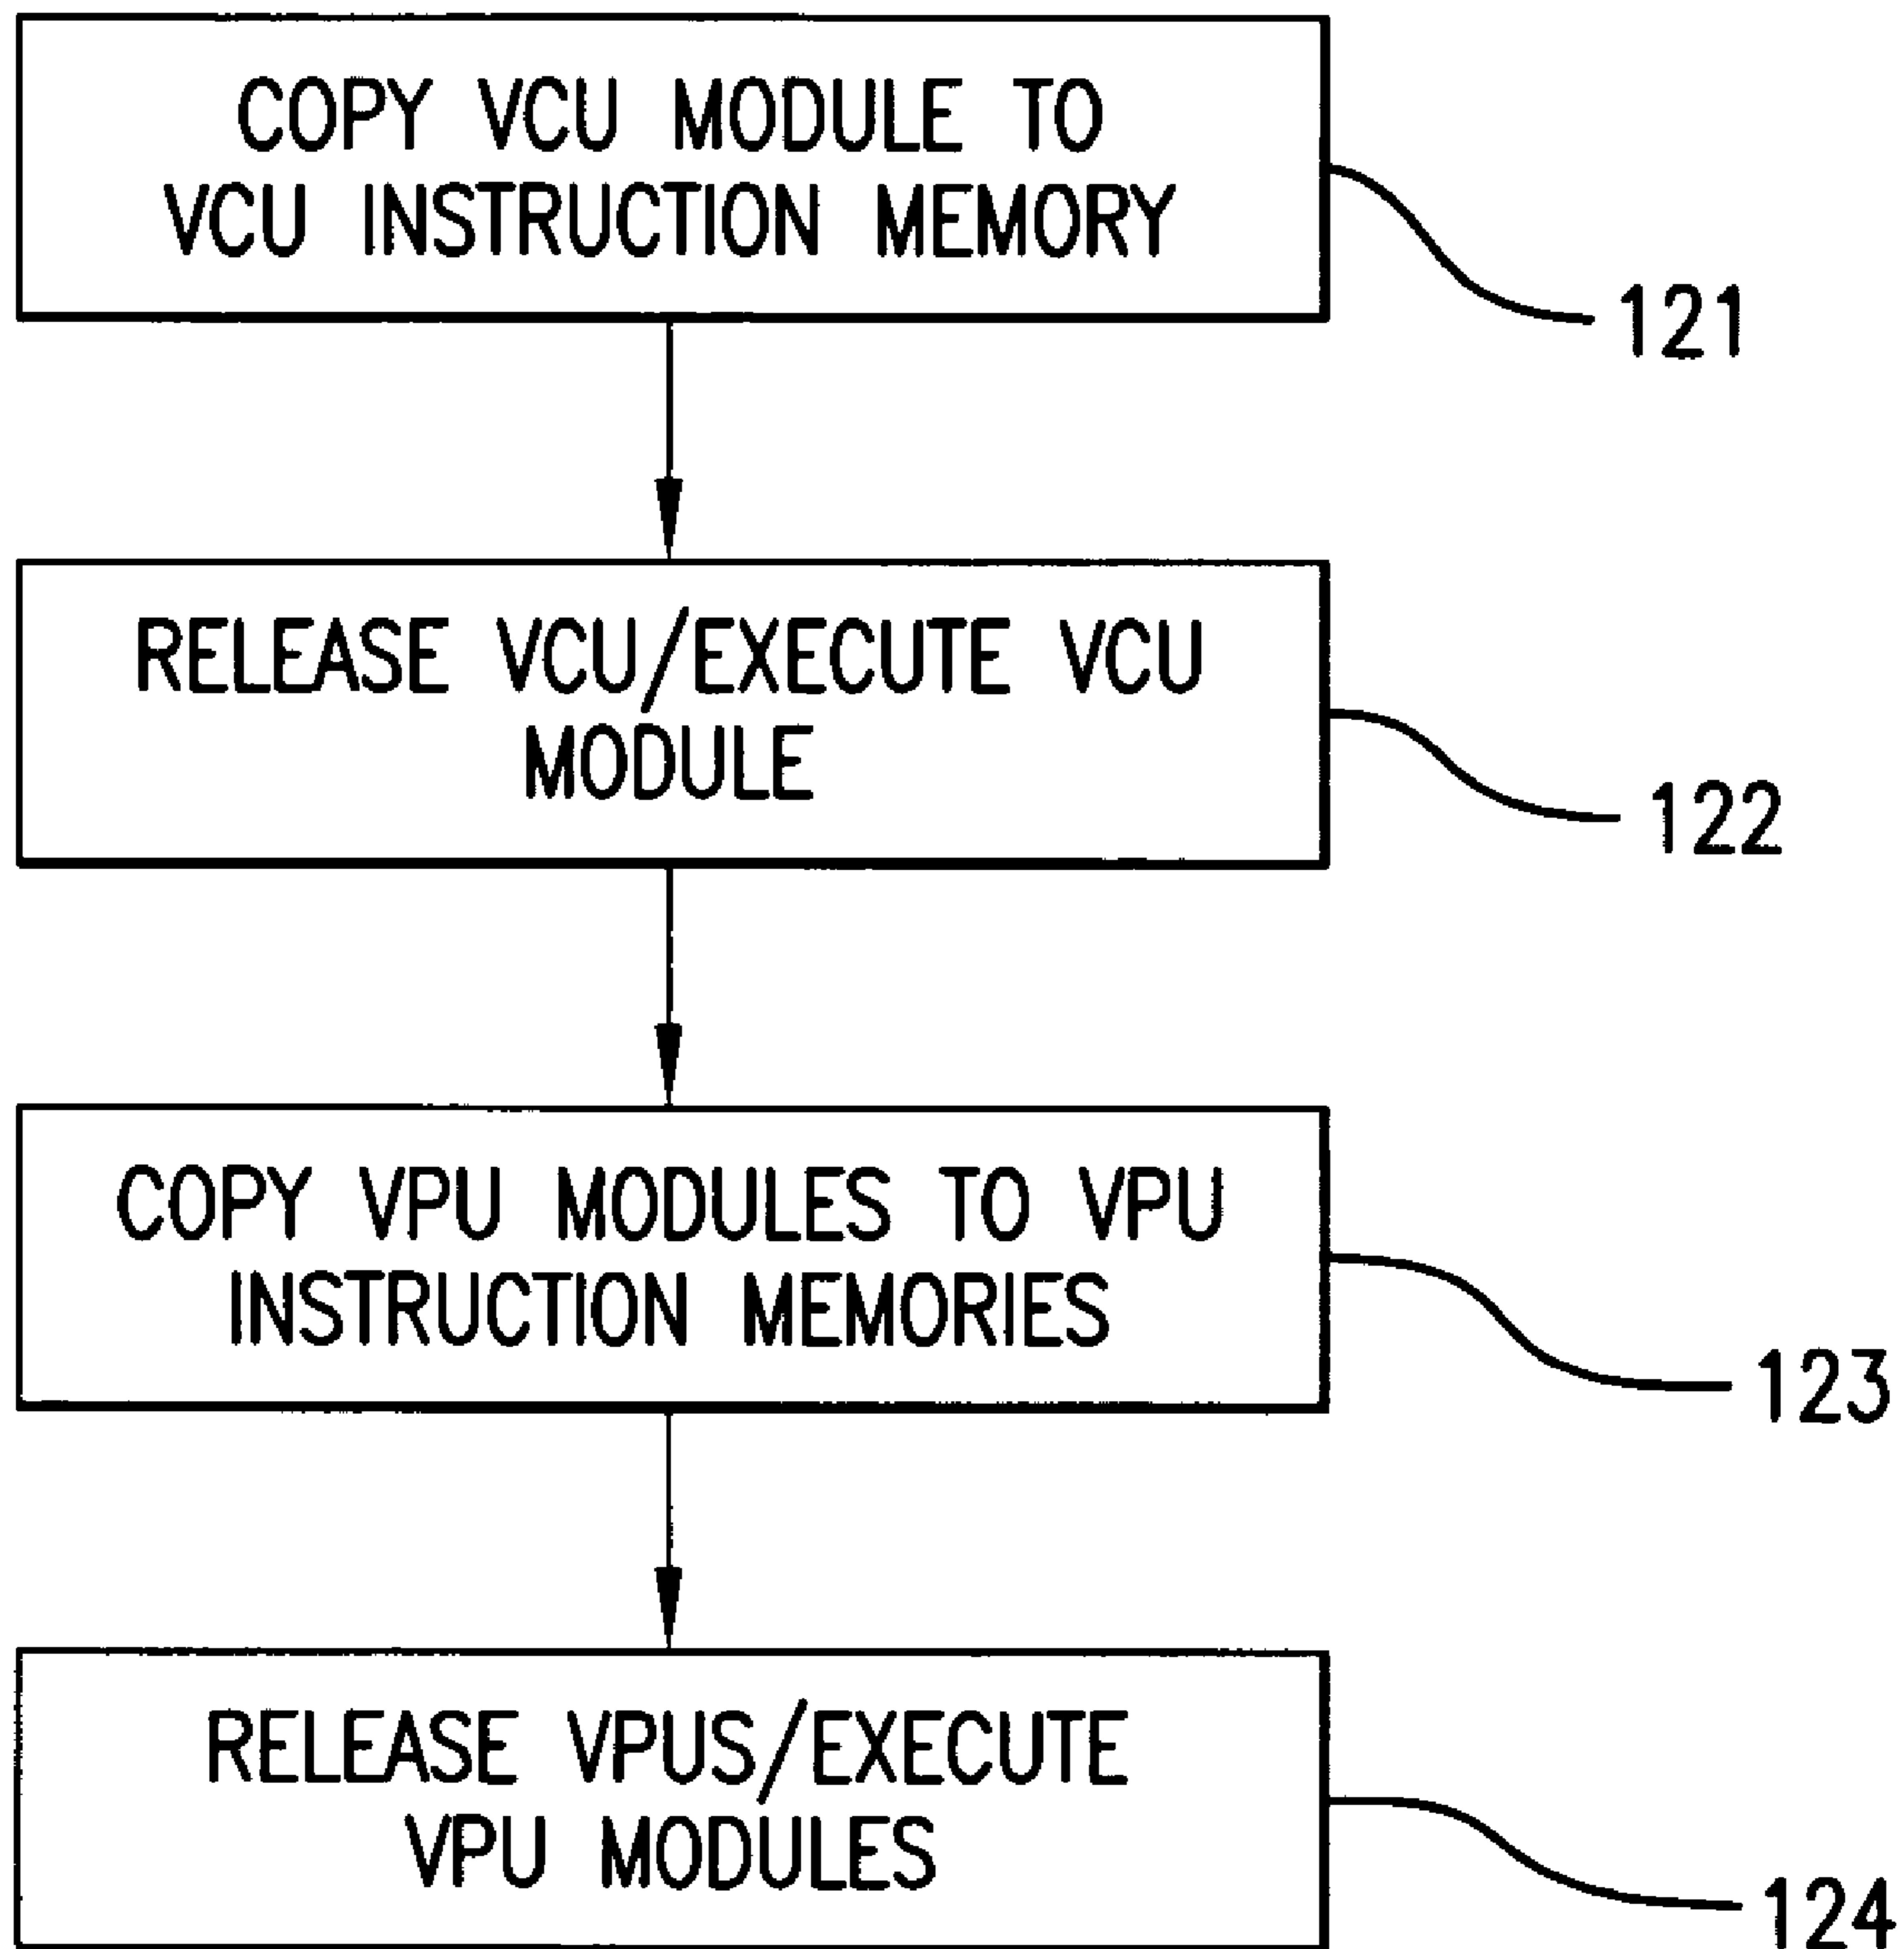 COPY VCU MODULE TO
VCU INSTRUCTION MEMORY
121
RELEASE VCU/EXECUTE VCU
MODULE
122
COPY VPU MODULES TO VPU
INSTRUCTION MEMORIES
123
RELEASE VPUS/EXECUTE
VPU MODULES
124